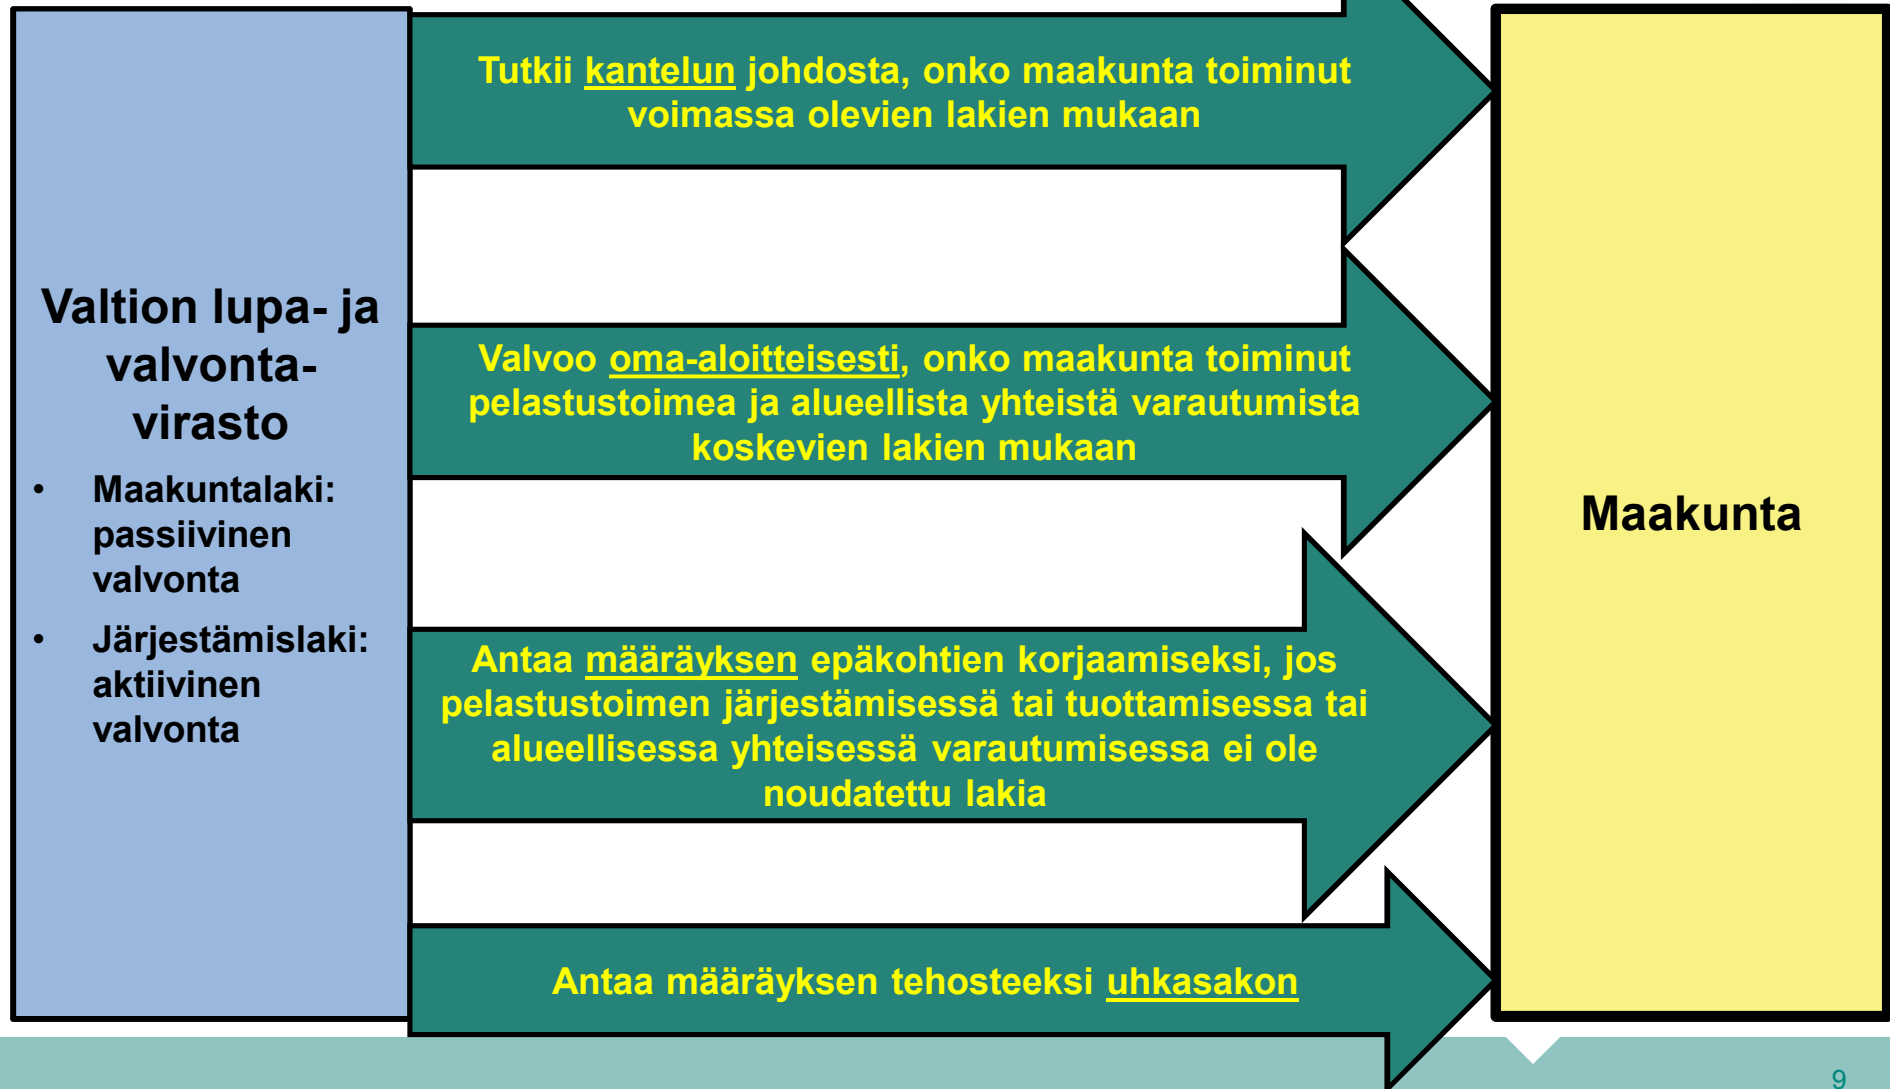 Valtion lupa- ja
valvonta-
virasto
• Maakuntalaki:
passiivinen
valvonta
• Järjestämislaki:
aktiivinen
valvonta
Tutkii kantelun johdosta, onko maakunta toiminut
voimassa olevien lakien mukaan
Valvoo oma-aloitteisesti, onko maakunta toiminut
pelastustoimea ja alueellista yhteistä varautumista
koskevien lakien mukaan
Antaa määräyksen epäkohtien korjaamiseksi, jos
pelastustoimen järjestämisessä tai tuottamisessa tai
alueellisessa yhteisessä varautumisessa ei ole
noudatettu lakia
Antaa määräyksen tehosteeksi uhkasakon
Maakunta
9